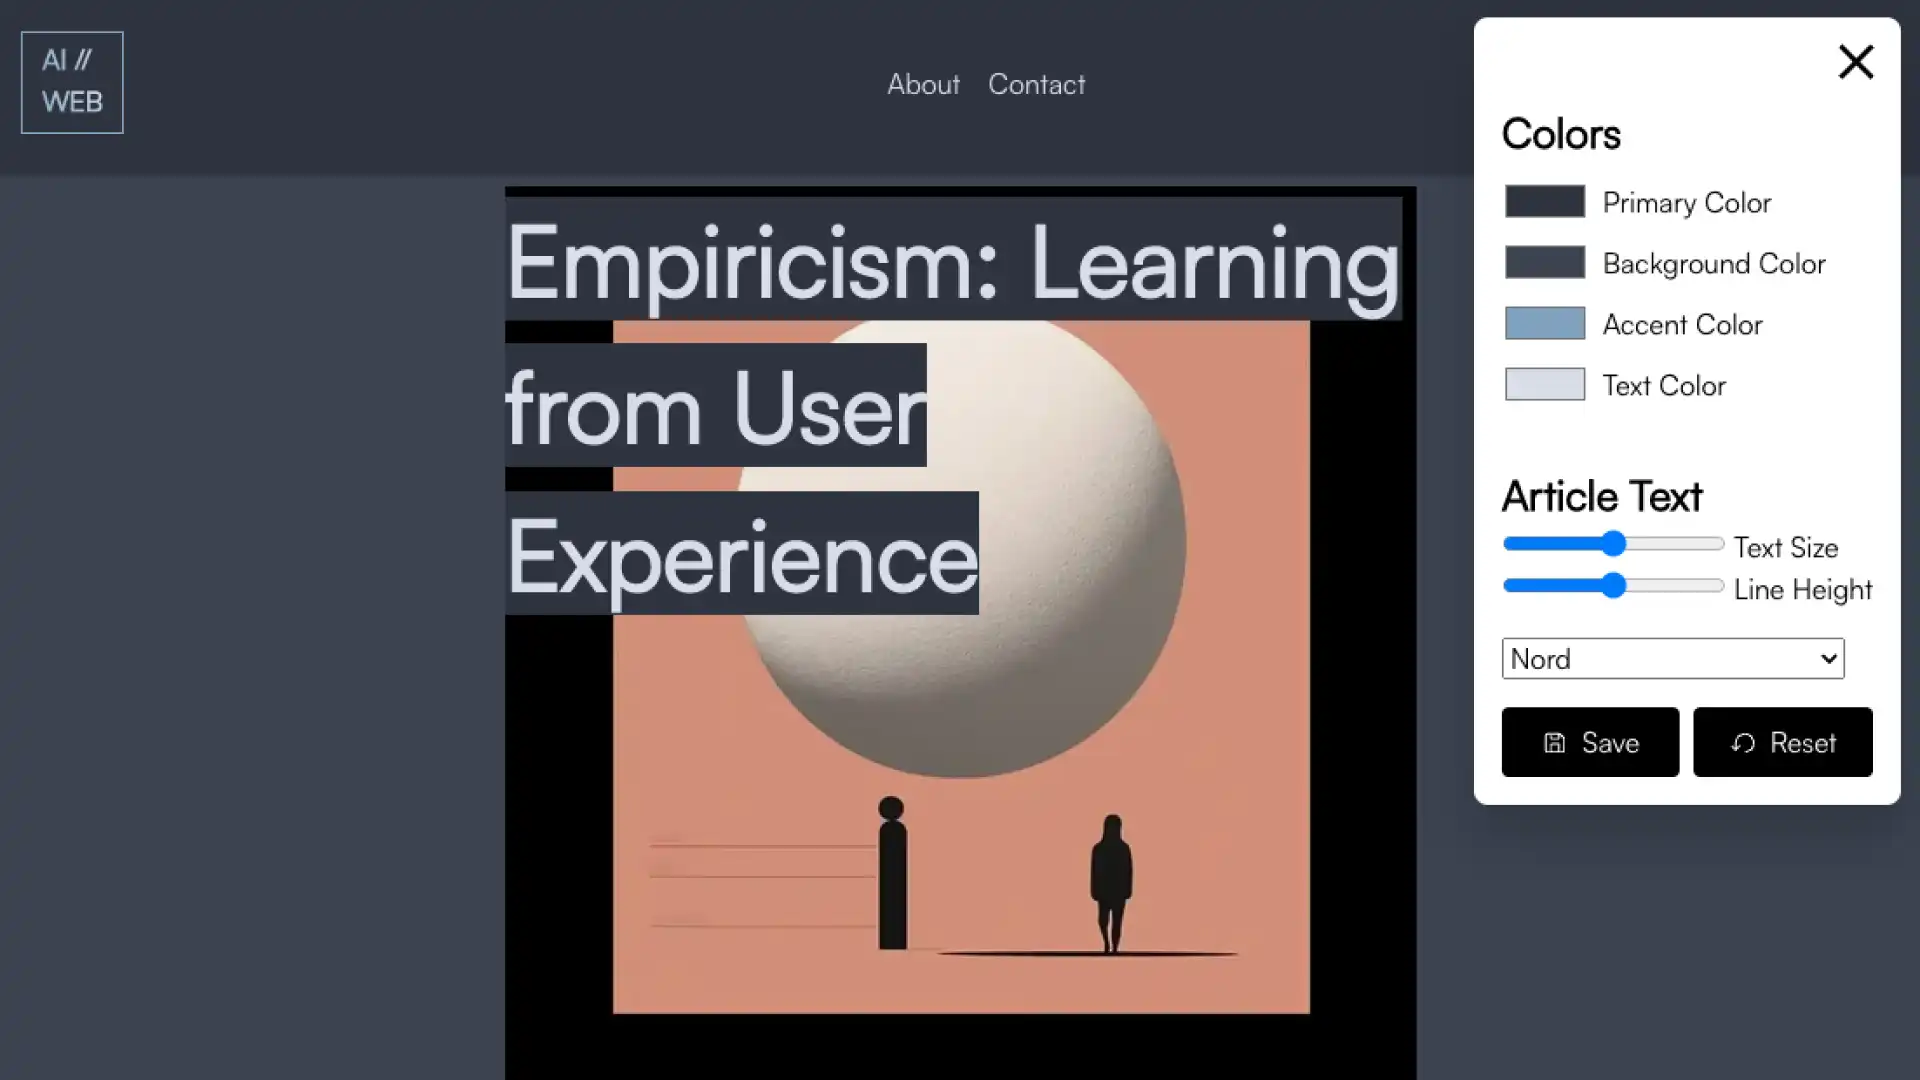 AI //
WEB
About Contact
Empiricism: Learning
from User
Experience
Colors
Primary Color
Background Color
Accent Color
Text Color
Article Text
Text Size
Line Height
Nord
Save Reset